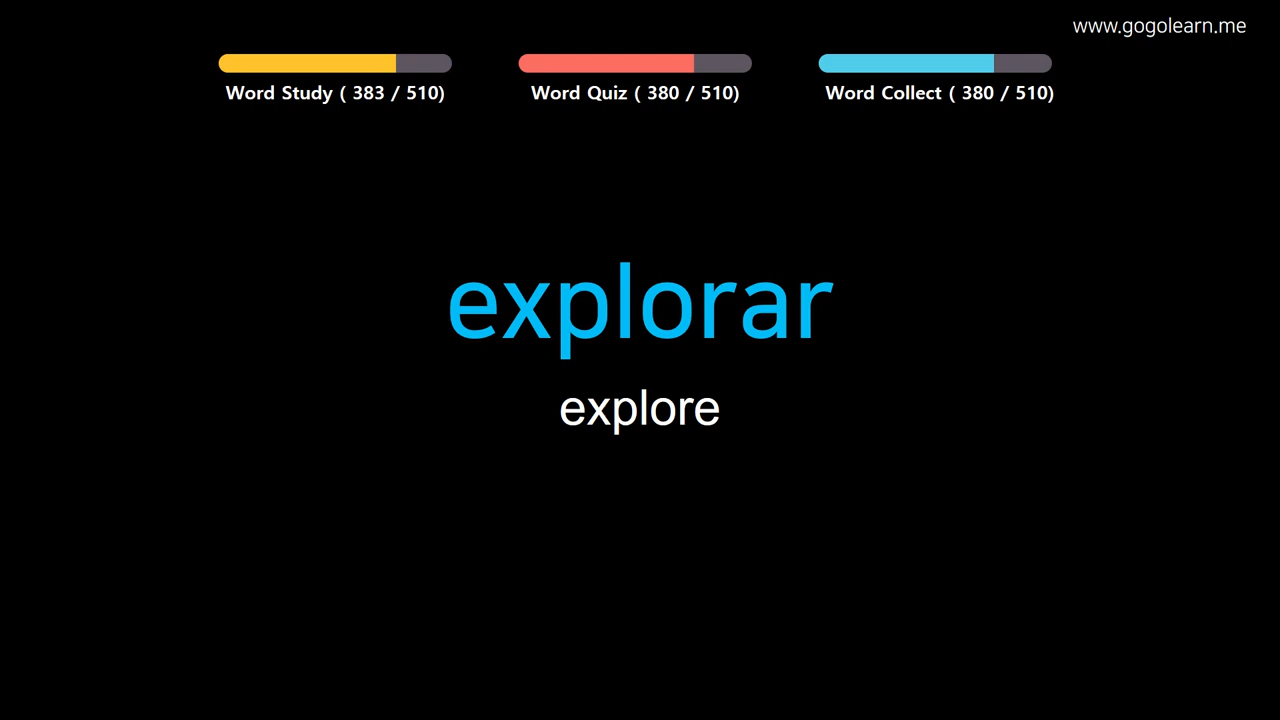 www.gogolearn.me
Word Study ( 383 / 510)
Word Quiz ( 380 / 510)
Word Collect ( 380 / 510)
explorar
explore